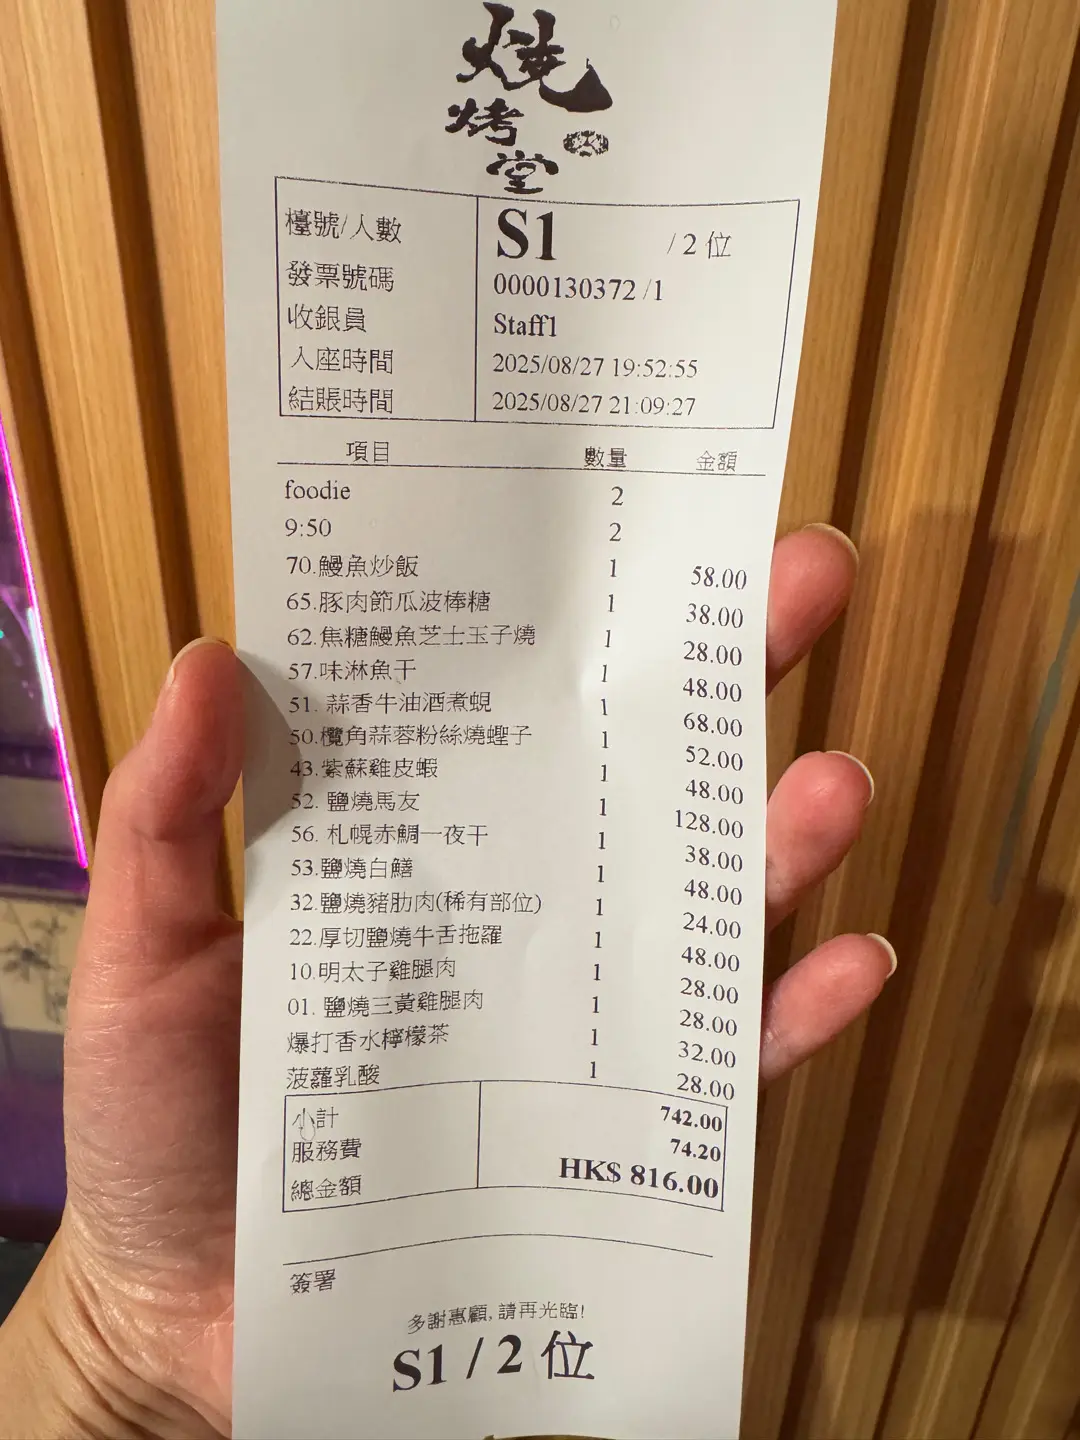 燒
烤
堂
檯號/人數 S1 / 2 位
發票號碼 0000130372 /1
收銀員 Staff1
入座時間 2025/08/27 19:52:55
結賬時間 2025/08/27 21:09:27
項目 數量 金額
foodie 2
9:50 2
70.鰻魚炒飯 1 58.00
65.豚肉節瓜波棒糖 1 38.00
62.焦糖鰻魚芝士玉子燒 1 28.00
57.味淋魚干 1 48.00
51. 蒜香牛油酒煮蜆 1 68.00
50.欖角蒜蓉粉絲燒蟶子 1 52.00
43.紫蘇雞皮蝦 1 48.00
52. 鹽燒馬友 1 128.00
56. 札幌赤鯛一夜干 1 38.00
53.鹽燒白鱔 1 48.00
32.鹽燒豬肋肉(稀有部位) 1 24.00
22.厚切鹽燒牛舌拖羅 1 48.00
10.明太子雞腿肉 1 28.00
01. 鹽燒三黃雞腿肉 1 28.00
爆打香水檸檬茶 1 32.00
菠蘿乳酸 1 28.00
小計 742.00
服務費 74.20
總金額 HK$ 816.00
簽署
多謝惠顧, 請再光臨!
S1 / 2 位